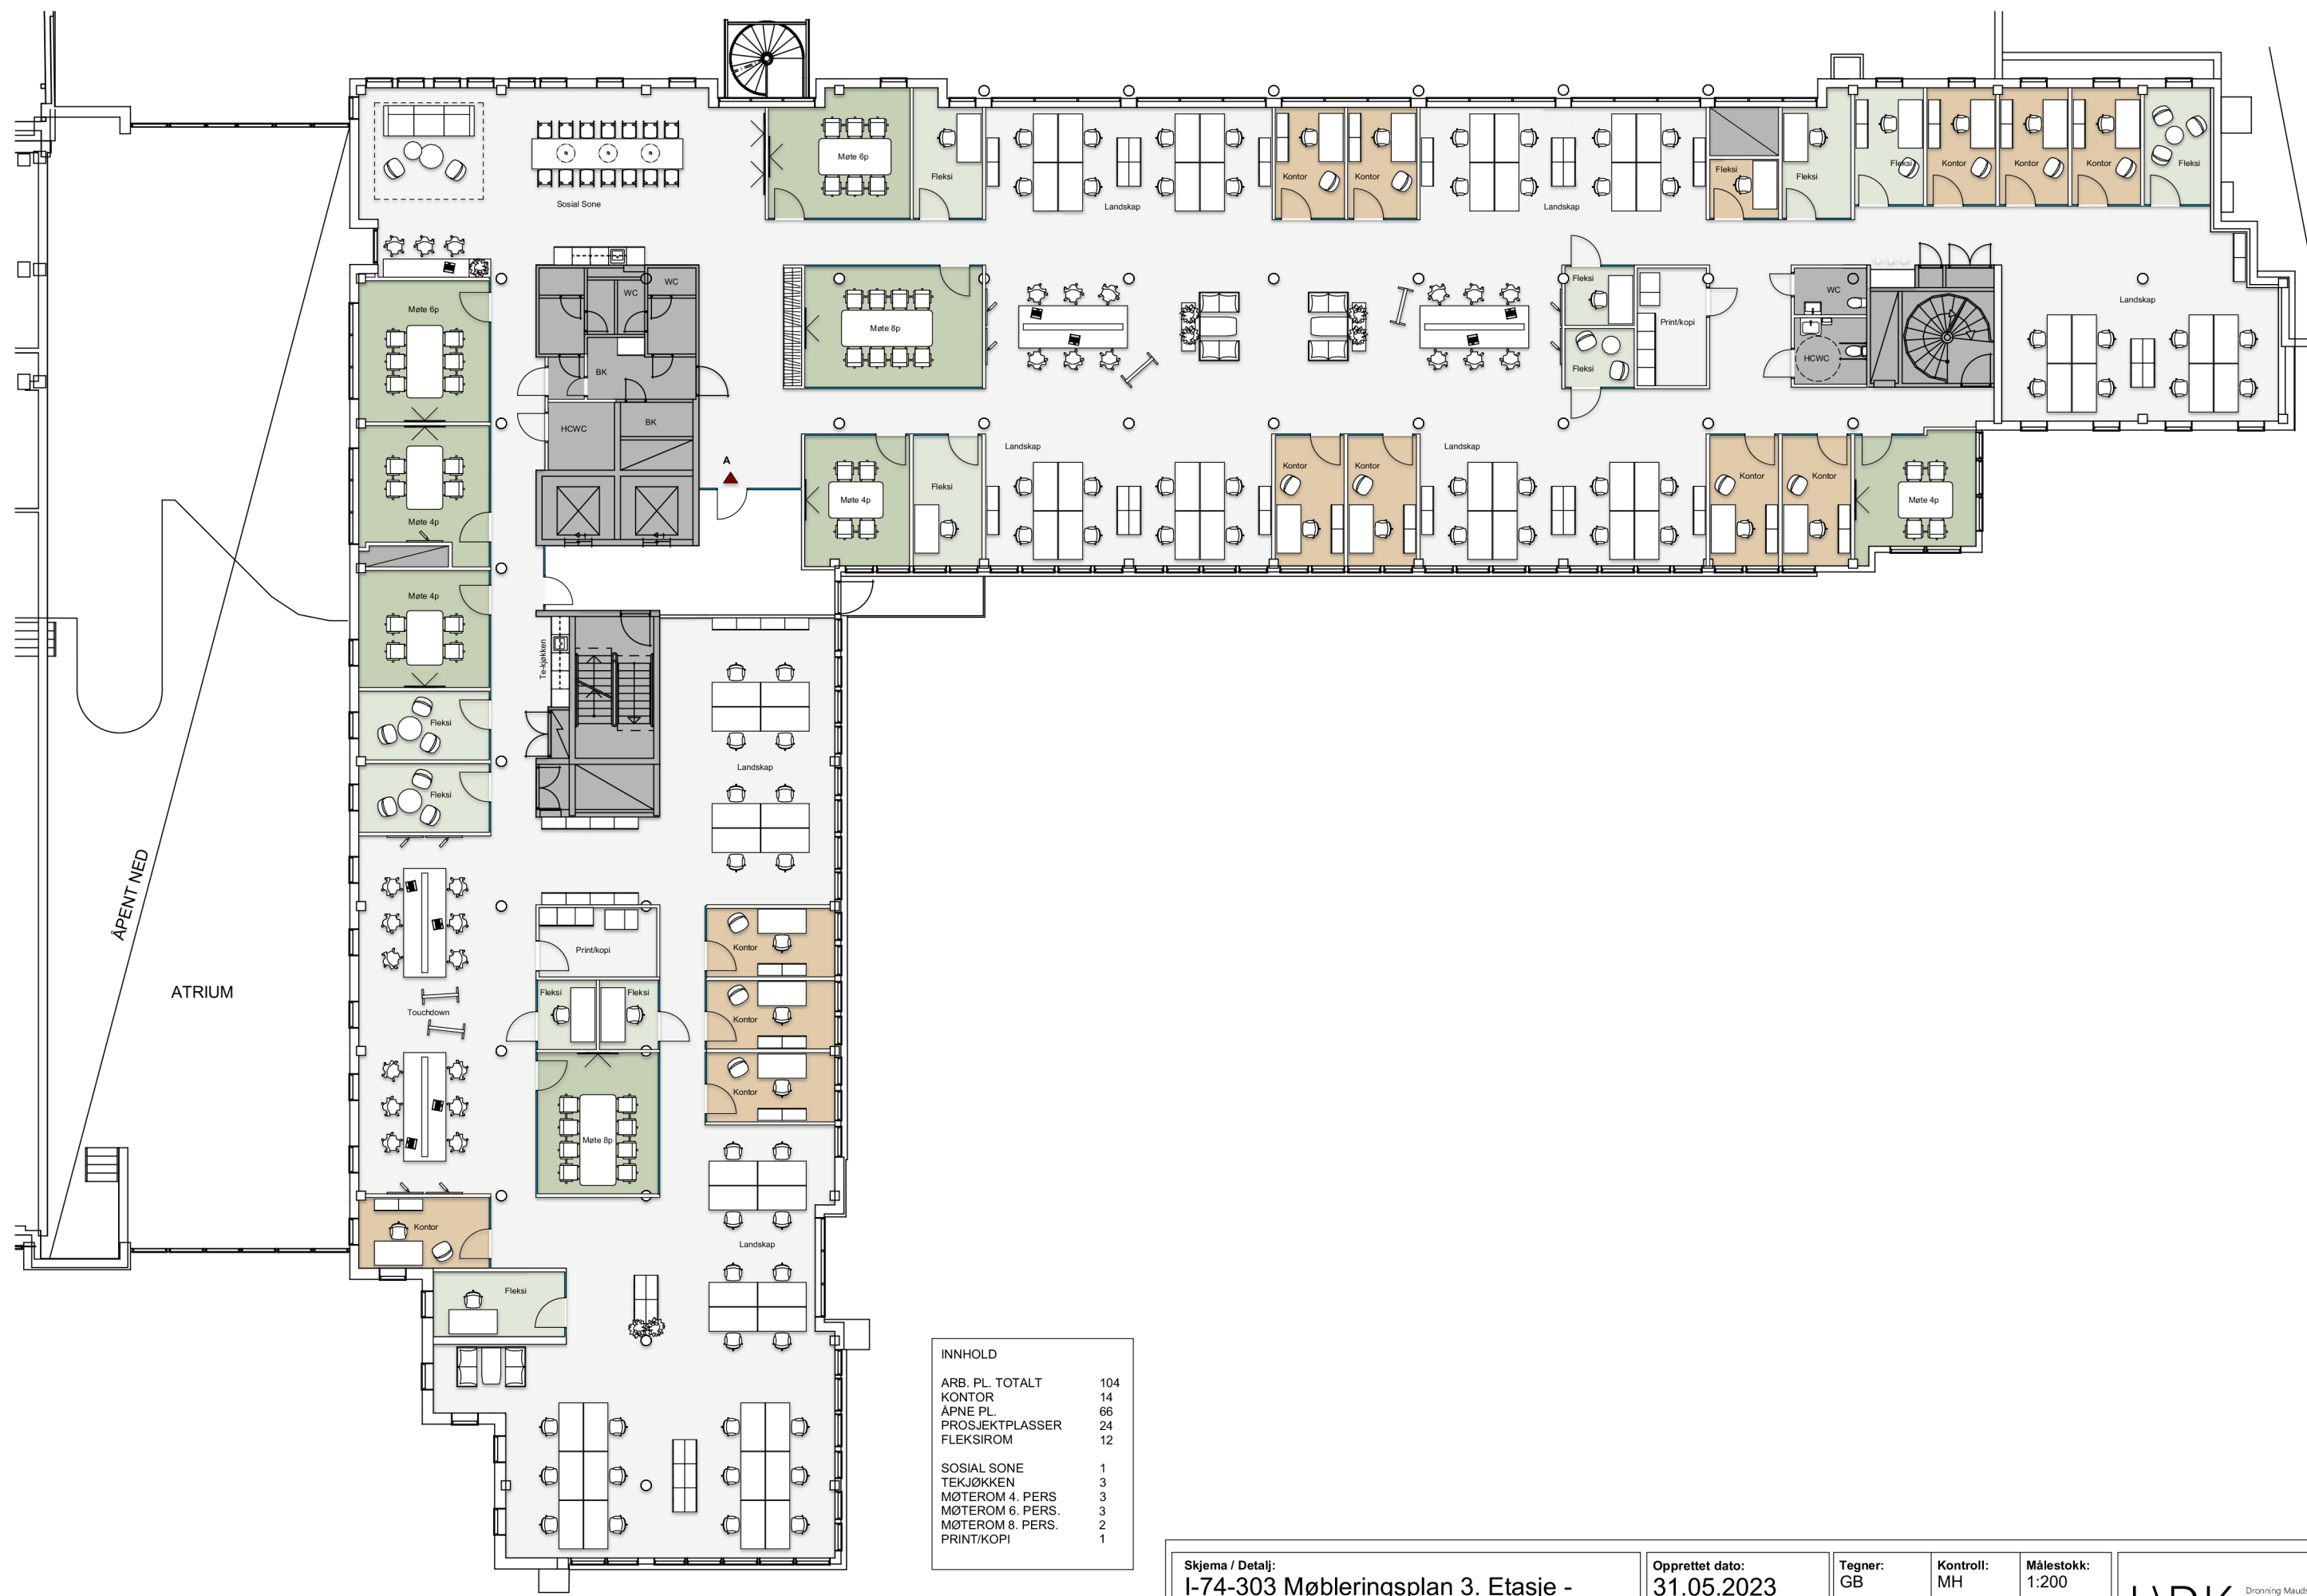 Møte 6p
Fleksi
Sosial Sone
Landskap
Kontor
Kontor
Landskap
Fleksi
Fleksi
Fleksi
Kontor
Kontor
Kontor
Fleksi
Møte 6p
WC
WC
BK
HCWC
BK
A
Møte 8p
Fleksi
Fleksi
Print/kopi
WC
HCWC
Landskap
Møte 4p
Møte 4p
Fleksi
Landskap
Kontor
Kontor
Landskap
Kontor
Kontor
Møte 4p
Møte 4p
Te-kjøkken
Fleksi
Fleksi
Landskap
ÅPENT NED
ATRIUM
Print/kopi
Kontor
Fleksi
Fleksi
Kontor
Touchdown
Kontor
Møte 8p
Kontor
Landskap
Fleksi
INNHOLD
ARB. PL. TOTALT 104
KONTOR 14
ÅPNE PL. 66
PROSJEKTPLASSER 24
FLEKSIROM 12
SOSIAL SONE 1
TEKJØKKEN 3
MØTEROM 4. PERS 3
MØTEROM 6. PERS. 3
MØTEROM 8. PERS. 2
PRINT/KOPI 1
Skjema / Detalj:
I-74-303 Møbleringsplan 3. Etasje -
Opprettet dato:
31.05.2023
Tegner:
GB
Kontroll:
MH
Målestokk:
1:200
Dronning Mauds